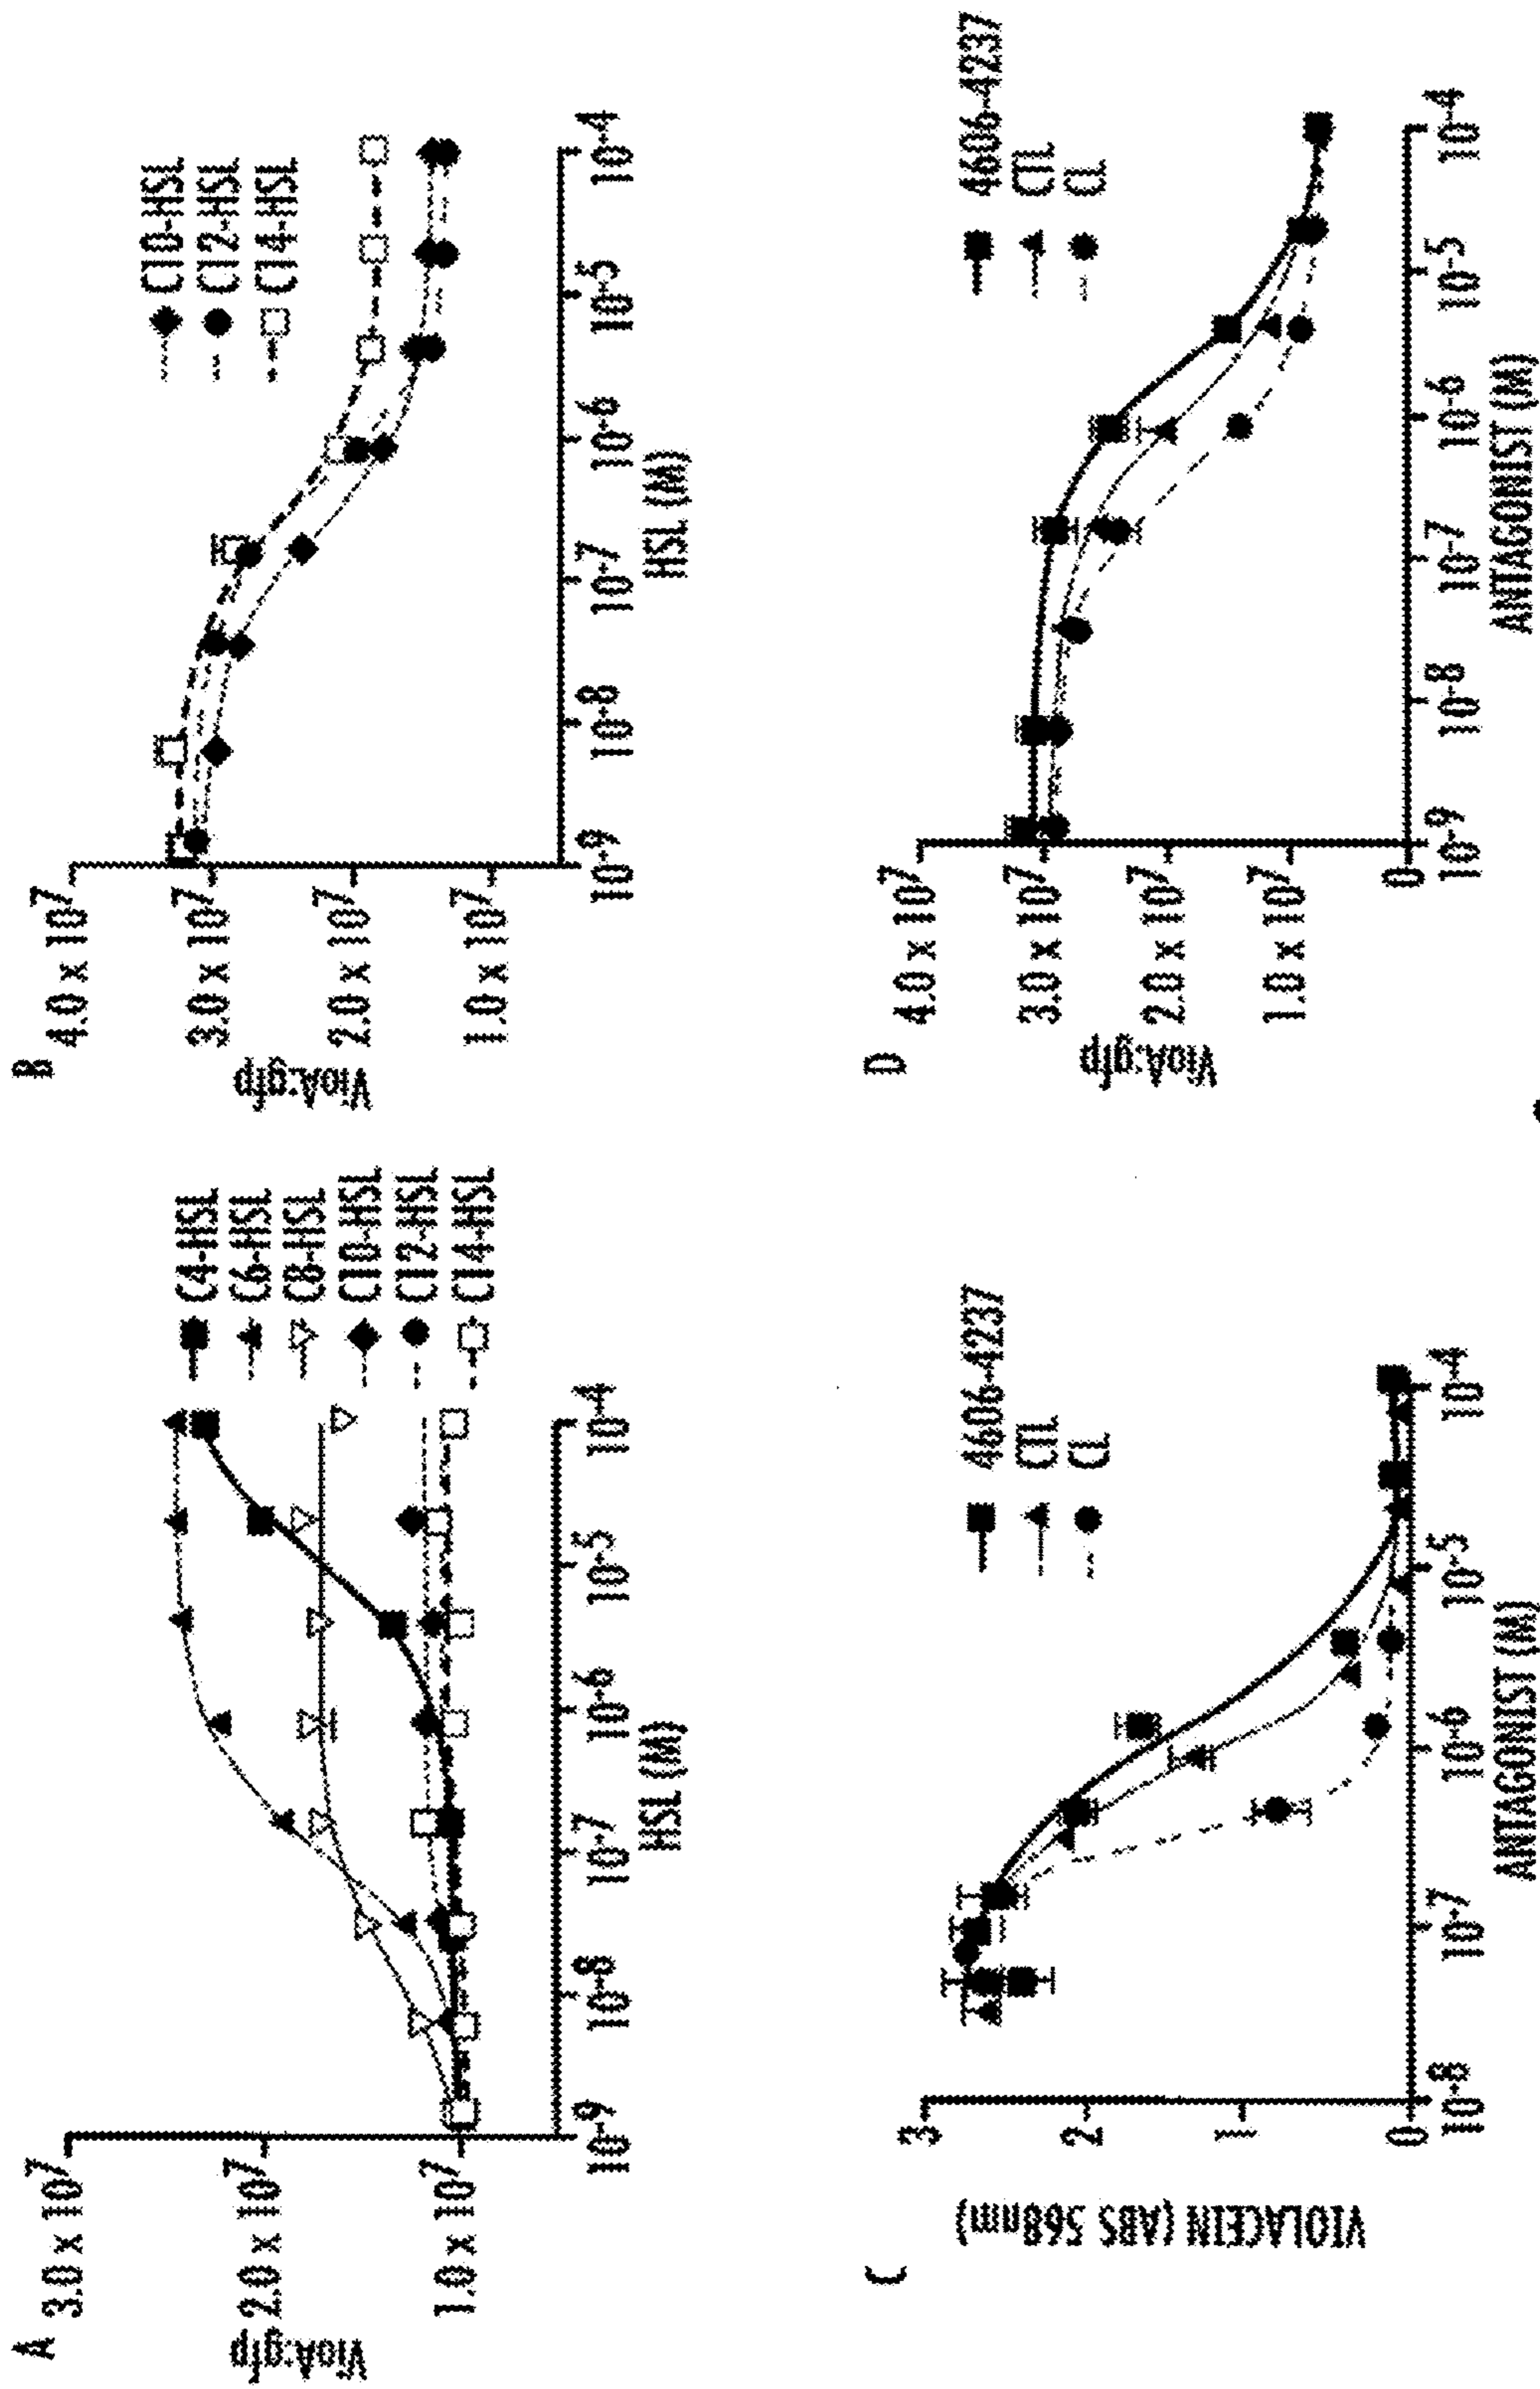 A
VioA:gfp
3.0 x 10^7
2.0 x 10^7
1.0 x 10^7
10^-9
10^-8
10^-7
10^-6
10^-5
10^-4
HSL (M)
C4-HSL
C6-HSL
C8-HSL
C10-HSL
C12-HSL
C14-HSL
B
VioA:gfp
4.0 x 10^7
3.0 x 10^7
2.0 x 10^7
1.0 x 10^7
10^-9
10^-8
10^-7
10^-6
10^-5
10^-4
HSL (M)
C10-HSL
C12-HSL
C14-HSL
C
VIOLACEIN (ABS 568nm)
3
2
1
0
10^-8
10^-7
10^-6
10^-5
10^-4
ANTAGONIST (M)
4606-4237
CTL
CL
D
VioA:gfp
4.0 x 10^7
3.0 x 10^7
2.0 x 10^7
1.0 x 10^7
0
10^-9
10^-8
10^-7
10^-6
10^-5
10^-4
ANTAGONIST (M)
4606-4237
CTL
CL